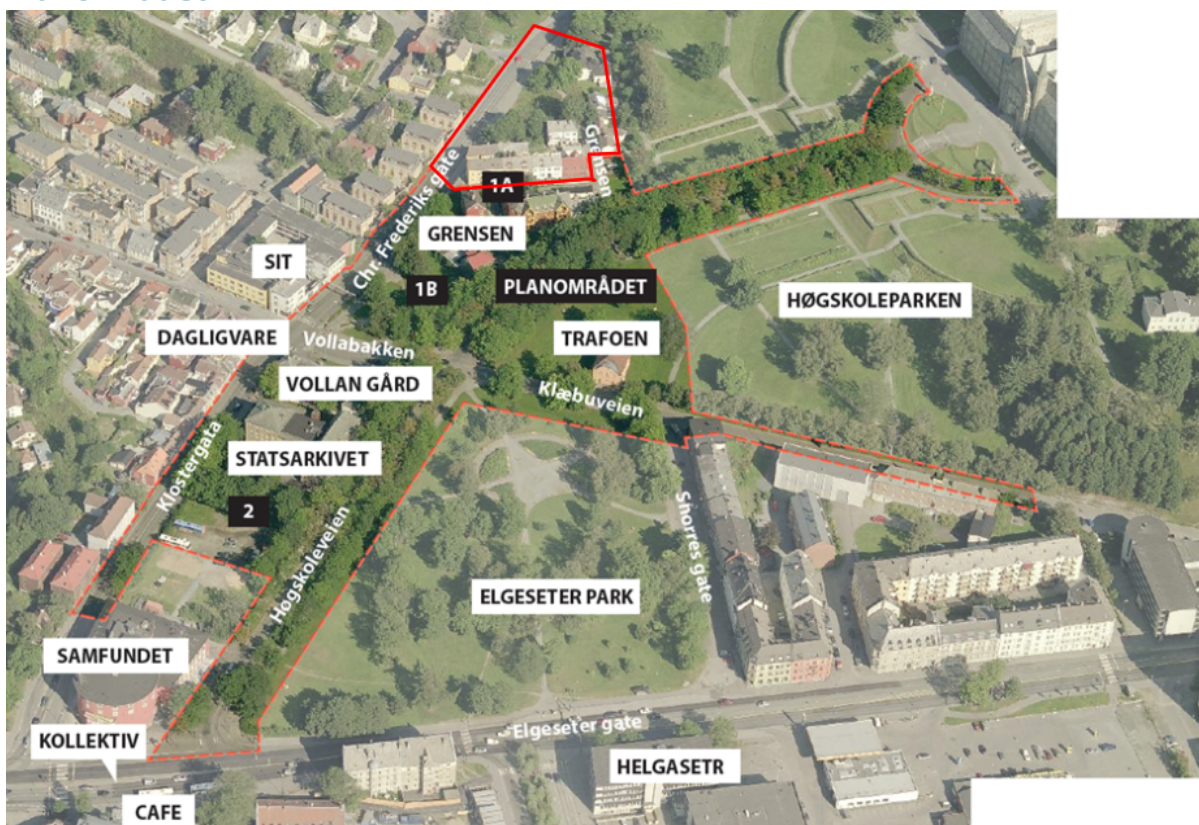 1A
Grensen
Chr. Frederiks gate
GRENSEN
SIT
1B
PLANOMRÅDET
HØGSKOLEPARKEN
DAGLIGVARE
Vollabakken
TRAFOEN
VOLLAN GÅRD
Klæbuveien
Klostergata
STATSARKIVET
2
Høgskoleveien
Shorres gate
ELGESETER PARK
SAMFUNDET
KOLLEKTIV
Elgeseter gate
HELGASETR
CAFE